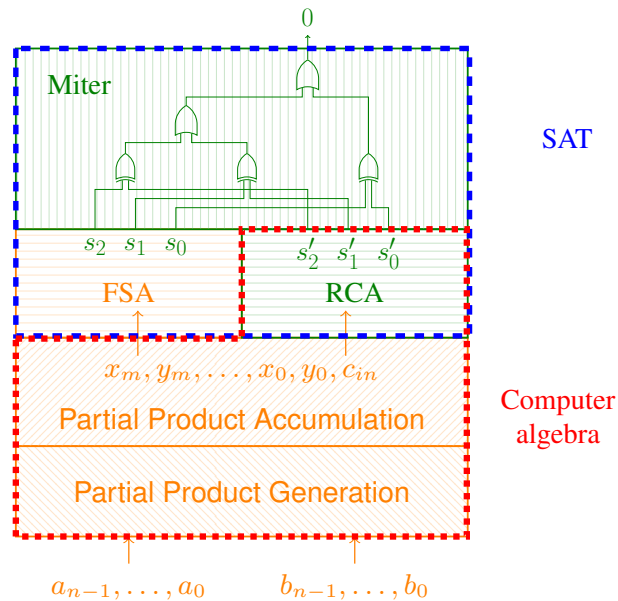 0
Miter
SAT
s₂ s₁ s₀ s′₂ s′₁ s′₀
FSA RCA
xₘ, yₘ, . . . , x₀, y₀, cᵢₙ
Partial Product Accumulation
Computer
algebra
Partial Product Generation
aₙ₋₁, . . . , a₀ bₙ₋₁, . . . , b₀